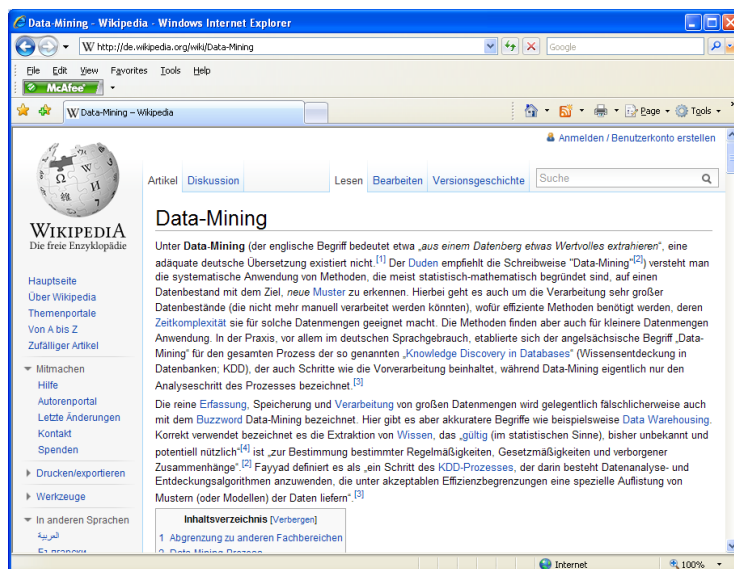 Data-Mining - Wikipedia - Windows Internet Explorer
http://de.wikipedia.org/wiki/Data-Mining
Google
File Edit View Favorites Tools Help
McAfee
Data-Mining – Wikipedia
Page Tools
Anmelden / Benutzerkonto erstellen
Artikel Diskussion Lesen Bearbeiten Versionsgeschichte Suche
WIKIPEDIA
Die freie Enzyklopädie
Hauptseite
Über Wikipedia
Themenportale
Von A bis Z
Zufälliger Artikel
Mitmachen
Hilfe
Autorenportal
Letzte Änderungen
Kontakt
Spenden
Drucken/exportieren
Werkzeuge
In anderen Sprachen
العربية
Български
Data-Mining
Unter Data-Mining (der englische Begriff bedeutet etwa „aus einem Datenberg etwas Wertvolles extrahieren“, eine
adäquate deutsche Übersetzung existiert nicht.[1] Der Duden empfiehlt die Schreibweise "Data-Mining"[2]) versteht man
die systematische Anwendung von Methoden, die meist statistisch-mathematisch begründet sind, auf einen
Datenbestand mit dem Ziel, neue Muster zu erkennen. Hierbei geht es auch um die Verarbeitung sehr großer
Datenbestände (die nicht mehr manuell verarbeitet werden könnten), wofür effiziente Methoden benötigt werden, deren
Zeitkomplexität sie für solche Datenmengen geeignet macht. Die Methoden finden aber auch für kleinere Datenmengen
Anwendung. In der Praxis, vor allem im deutschen Sprachgebrauch, etablierte sich der angelsächsische Begriff „Data-
Mining“ für den gesamten Prozess der so genannten „Knowledge Discovery in Databases“ (Wissensentdeckung in
Datenbanken; KDD), der auch Schritte wie die Vorverarbeitung beinhaltet, während Data-Mining eigentlich nur den
Analyseschritt des Prozesses bezeichnet.[3]
Die reine Erfassung, Speicherung und Verarbeitung von großen Datenmengen wird gelegentlich fälschlicherweise auch
mit dem Buzzword Data-Mining bezeichnet. Hier gibt es aber akkuratere Begriffe wie beispielsweise Data Warehousing.
Korrekt verwendet bezeichnet es die Extraktion von Wissen, das „gültig (im statistischen Sinne), bisher unbekannt und
potentiell nützlich“[4] ist „zur Bestimmung bestimmter Regelmäßigkeiten, Gesetzmäßigkeiten und verborgener
Zusammenhänge“.[2] Fayyad definiert es als „ein Schritt des KDD-Prozesses, der darin besteht Datenanalyse- und
Entdeckungsalgorithmen anzuwenden, die unter akzeptablen Effizienzbegrenzungen eine spezielle Auflistung von
Mustern (oder Modellen) der Daten liefern“.[3]
Inhaltsverzeichnis [Verbergen]
1 Abgrenzung zu anderen Fachbereichen
2 Data-Mining-Prozess
Internet 100%